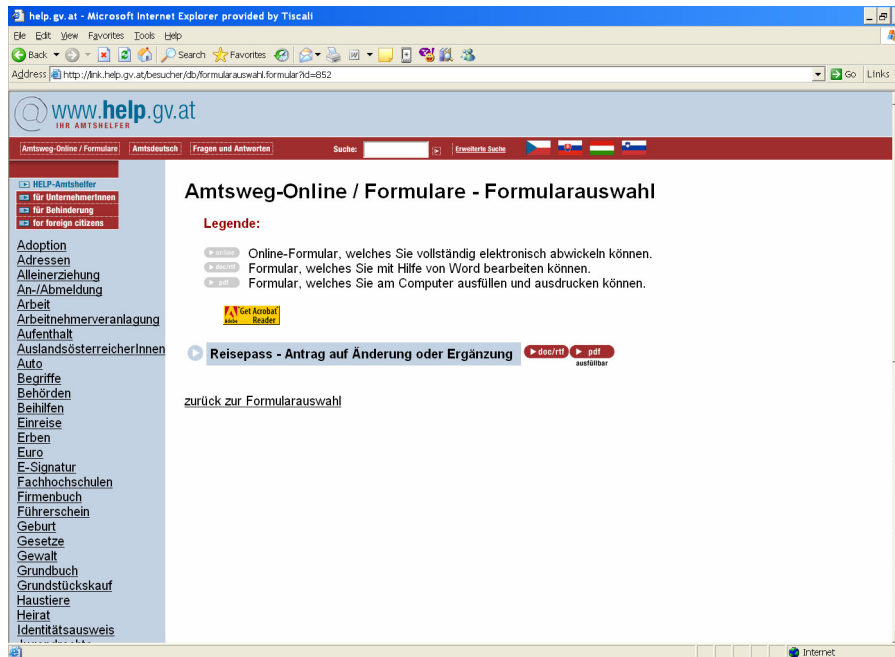 help.gv.at - Microsoft Internet Explorer provided by Tiscali
File Edit View Favorites Tools Help
Back Search Favorites
Address http://link.help.gv.at/besucher/db/formularauswahl.formular?id=852 Go Links
www.help.gv.at
IHR AMTSHELFER
Amtsweg-Online / Formulare Amtsdeutsch Fragen und Antworten Suche: Erweiterte Suche
HELP-Amtshelfer
für UnternehmerInnen
für Behinderung
for foreign citizens
Adoption
Adressen
Alleinerziehung
An-/Abmeldung
Arbeit
Arbeitnehmerveranlagung
Aufenthalt
AuslandsösterreicherInnen
Auto
Begriffe
Behörden
Beihilfen
Einreise
Erben
Euro
E-Signatur
Fachhochschulen
Firmenbuch
Führerschein
Geburt
Gesetze
Gewalt
Grundbuch
Grundstückskauf
Haustiere
Heirat
Identitätsausweis
Amtsweg-Online / Formulare - Formularauswahl
Legende:
online Online-Formular, welches Sie vollständig elektronisch abwickeln können.
doc/rtf Formular, welches Sie mit Hilfe von Word bearbeiten können.
pdf Formular, welches Sie am Computer ausfüllen und ausdrucken können.
Get Acrobat
Adobe Reader
Reisepass - Antrag auf Änderung oder Ergänzung doc/rtf pdf
ausfüllbar
zurück zur Formularauswahl
Internet